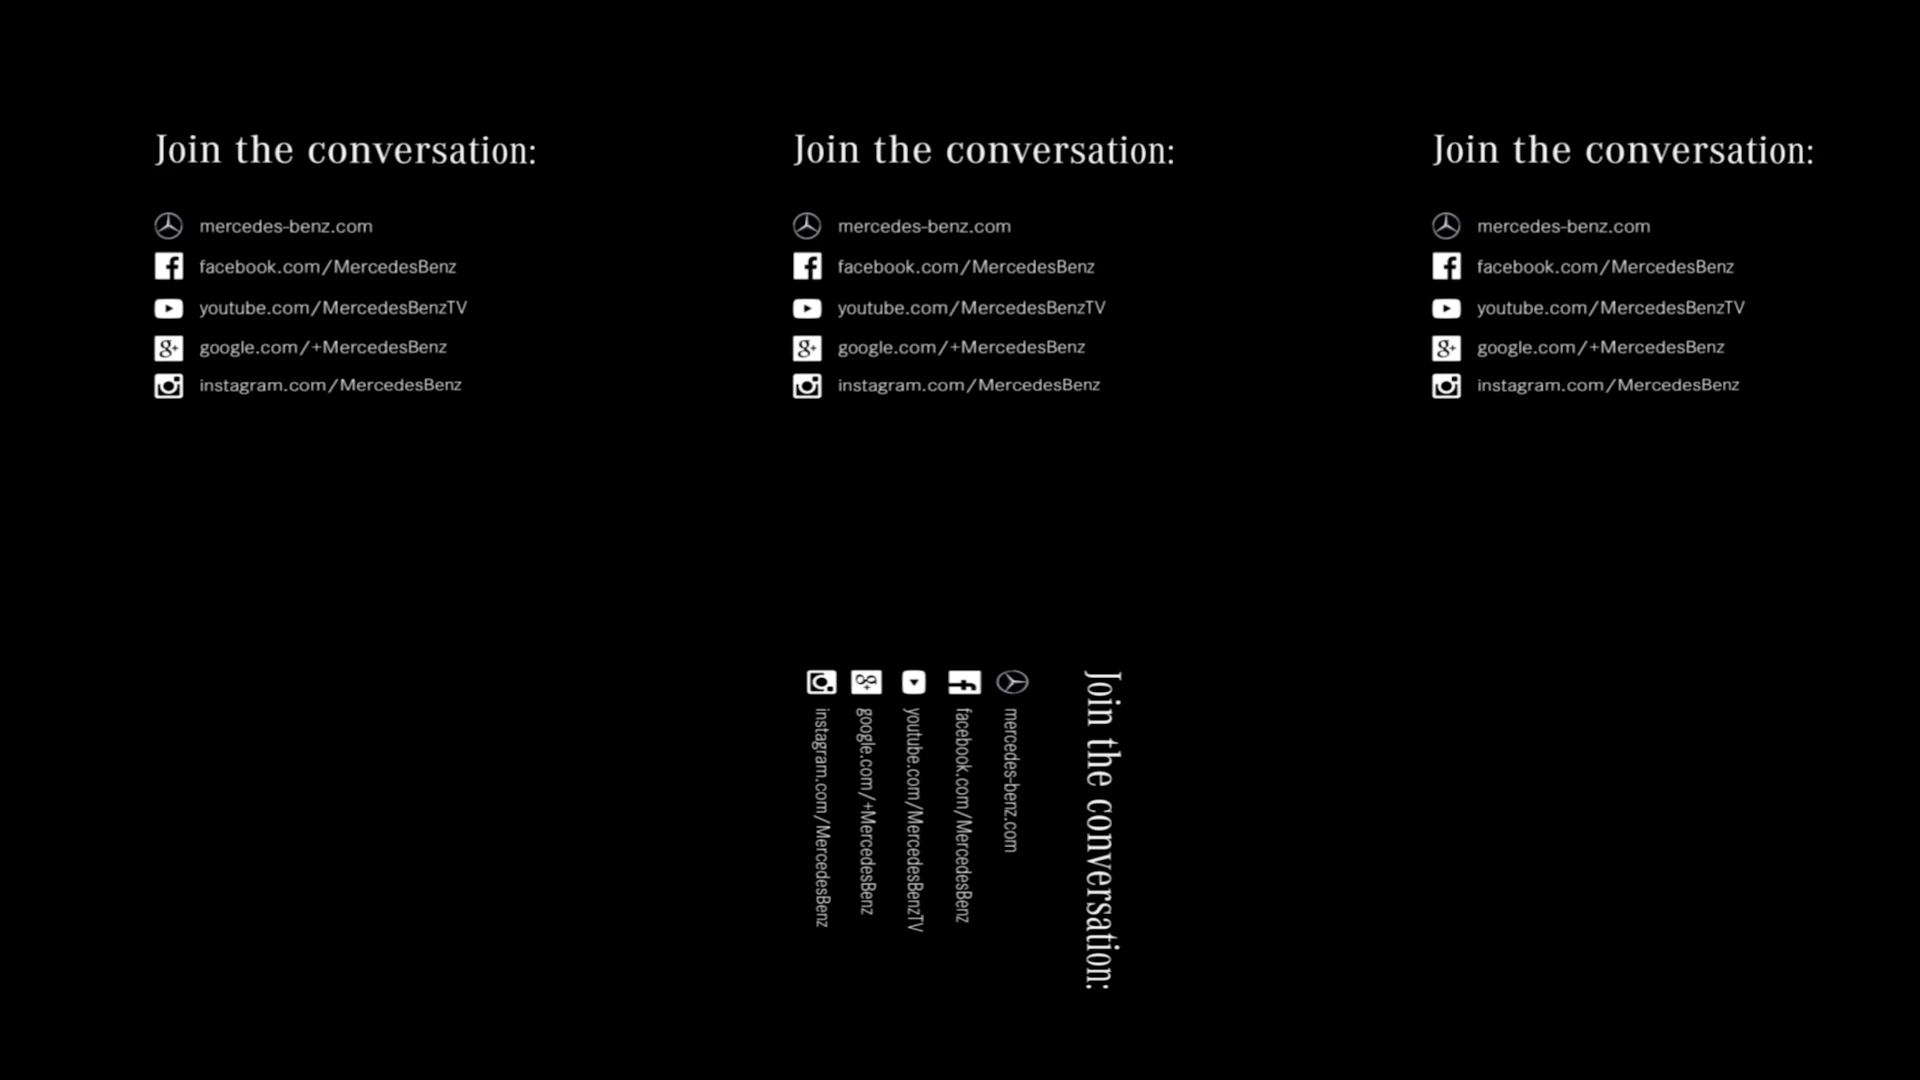 Join the conversation:
mercedes-benz.com
facebook.com/MercedesBenz
youtube.com/MercedesBenzTV
google.com/+MercedesBenz
instagram.com/MercedesBenz
Join the conversation:
mercedes-benz.com
facebook.com/MercedesBenz
youtube.com/MercedesBenzTV
google.com/+MercedesBenz
instagram.com/MercedesBenz
Join the conversation:
mercedes-benz.com
facebook.com/MercedesBenz
youtube.com/MercedesBenzTV
google.com/+MercedesBenz
instagram.com/MercedesBenz
Join the conversation:
mercedes-benz.com
facebook.com/MercedesBenz
youtube.com/MercedesBenzTV
google.com/+MercedesBenz
instagram.com/MercedesBenz